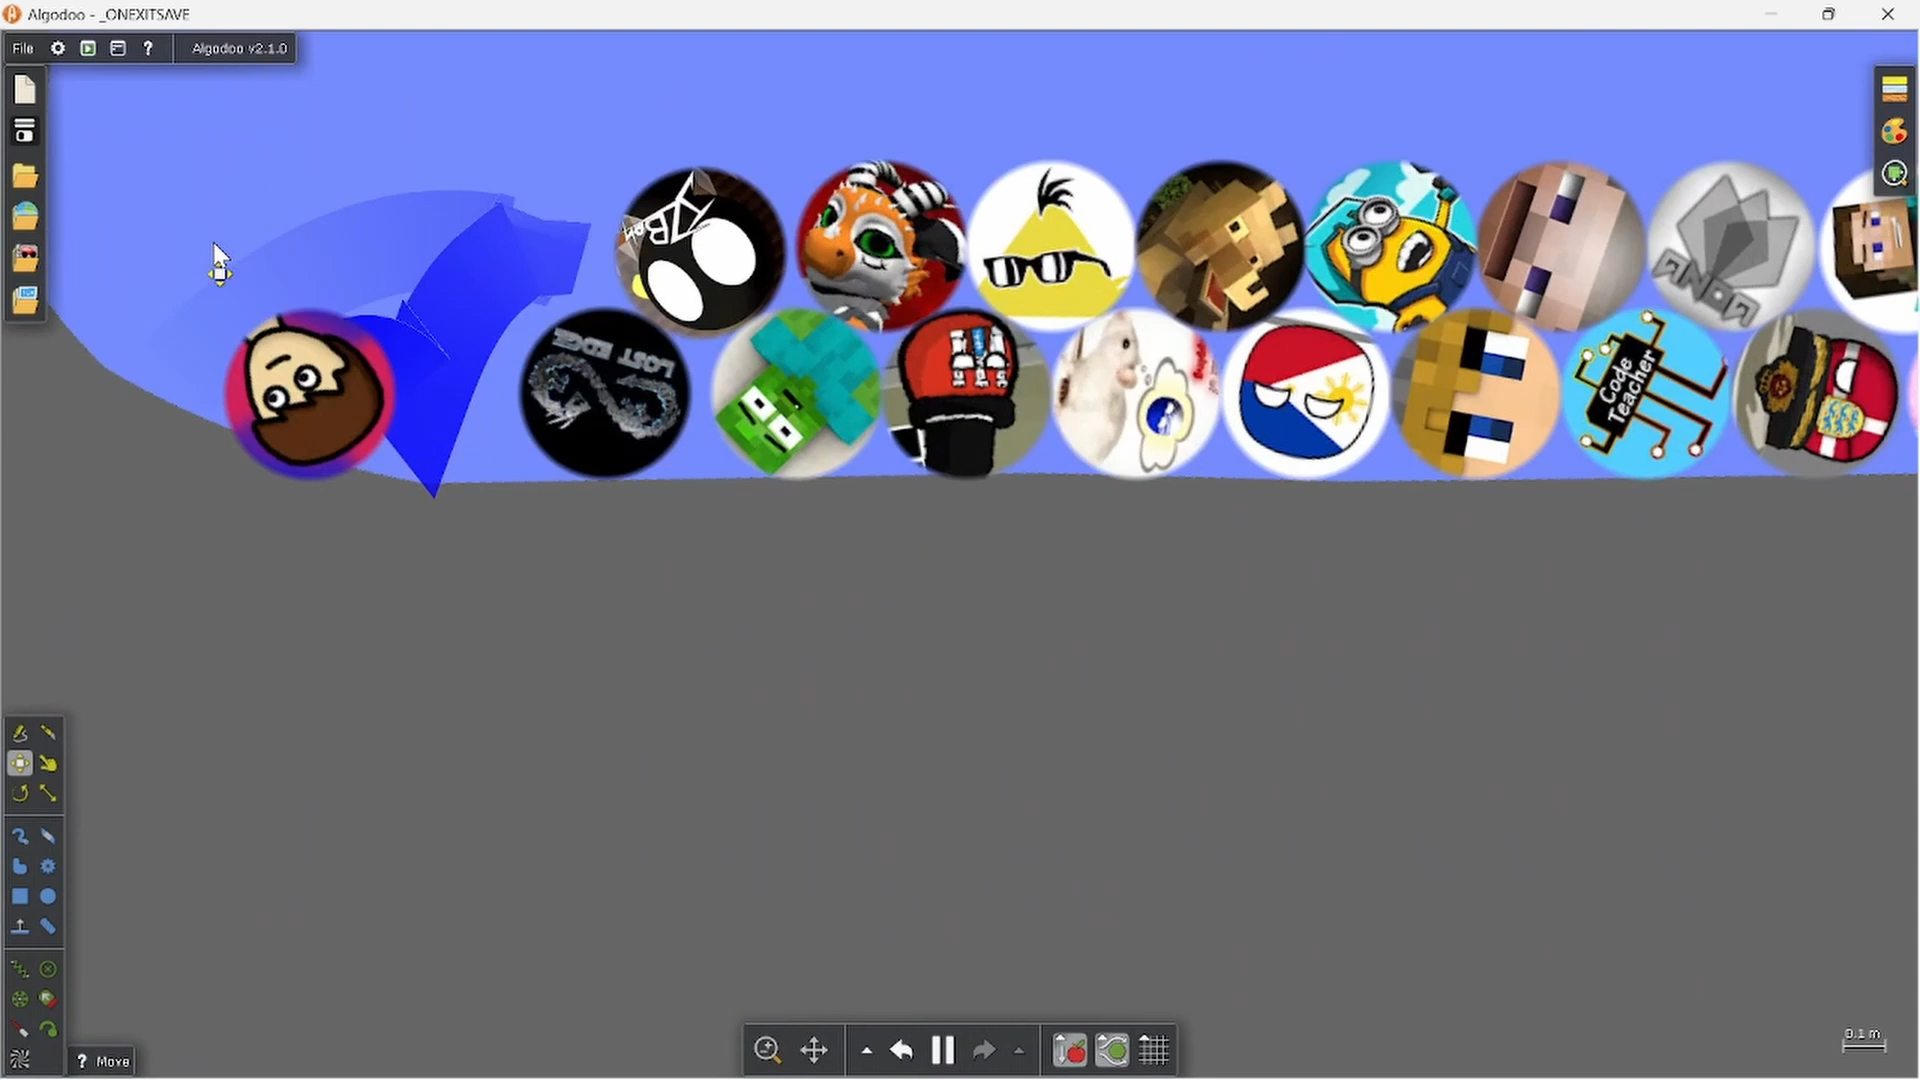 Algodoo - _ONEXITSAVE
File
?
Algodoo v2.1.0
LOST EDGE
Code
Teacher
? Move
0.1 m